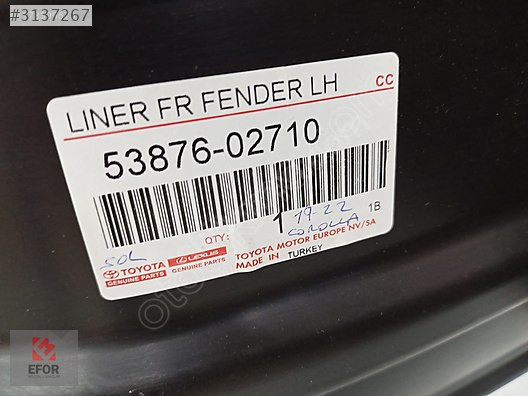 #3137267
LINER FR FENDER LH
CC
53876-02710
QTY:
1
19-22
COROLLA
1B
SOL
TOYOTA
GENUINE PARTS
LEXUS
GENUINE PARTS
TOYOTA MOTOR EUROPE NV/SA
MADE IN TURKEY
EFOR